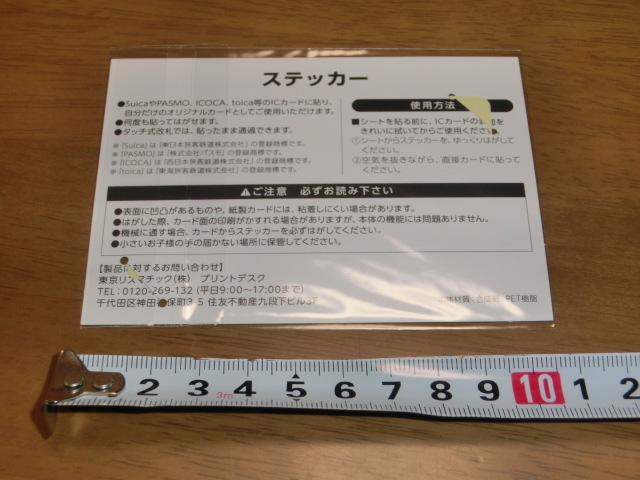 ステッカー
●SuicaやPASMO、ICOCA、toica等のICカードに貼り、
自分だけのオリジナルカードとしてご使用いただけます。
●何度も貼ってはがせます。
●タッチ式改札では、貼ったまま通過できます。
※「Suica」は「東日本旅客鉄道株式会社」の登録商標です。
※「PASMO」は「株式会社パスモ」の登録商標です。
※「ICOCA」は「西日本旅客鉄道株式会社」の登録商標です。
※「toica」は「東海旅客鉄道株式会社」の登録商標です。
使用方法
■シートを貼る前に、ICカードの を
きれいに拭いてからご使用ください。
①シートからステッカーを、ゆっくりはがして
ください。
②空気を抜きながら、直接カードに貼って
ください。
⚠ご注意 必ずお読み下さい
●表面に凹凸があるものや、紙製カードには、粘着しにくい場合があります。
●はがした際、カード面の印刷がかすれる場合がありますが、本体の機能には問題ありません。
●機械に通す場合、カードからステッカーを必ずはがしてください。
●小さいお子様の手の届かない場所に保管してください。
【製品に対するお問い合わせ】
東京リスマチック(株) プリントデスク
TEL:0120-269-132 (平日9:00〜17:00まで)
千代田区神田 保町3-5 住友不動産九段下ビル3F
本体材質:合成紙、PET樹脂
2 3 4 5 6 7 8 9 10 1 2
3m